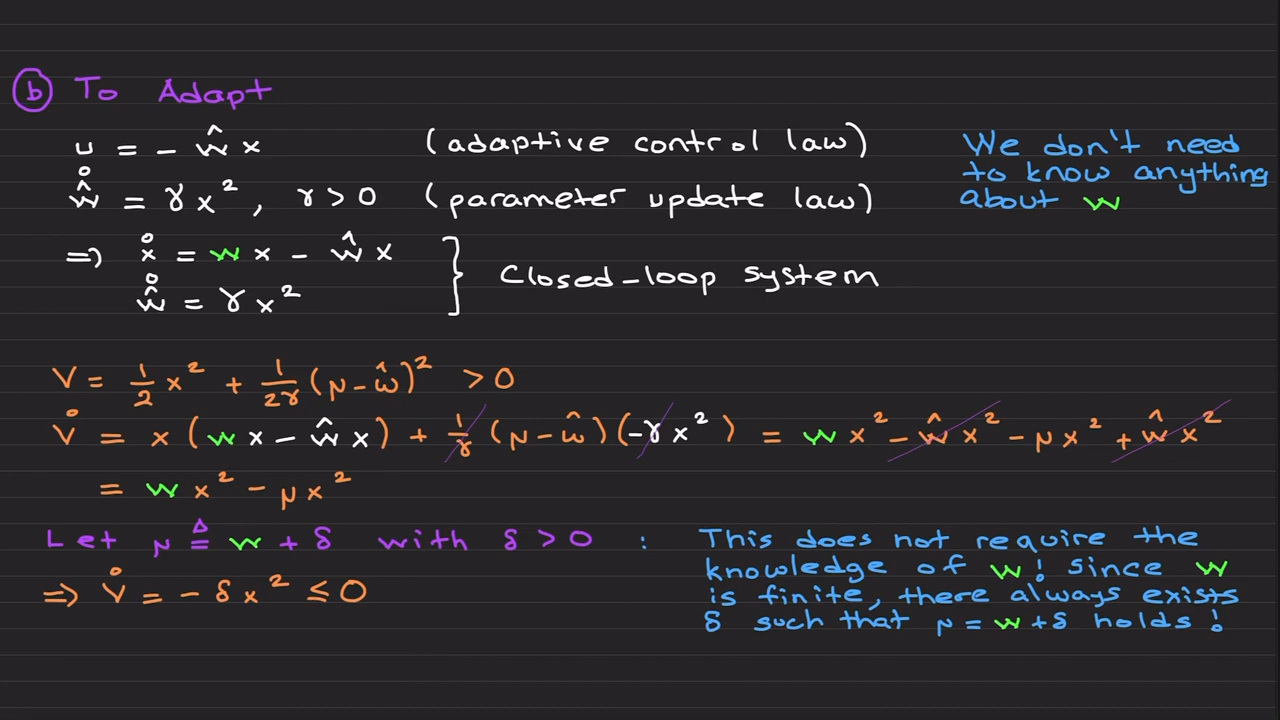 ⓑ To Adapt
u = - ŵ x (adaptive control law)
ŵ̊ = γ x², γ > 0 (parameter update law)
We don't need
to know anything
about w
⇒ x̊ = w x - ŵ x
ŵ̊ = γ x²
} Closed-loop system
V = 1/2 x² + 1/2γ (μ - ŵ)² > 0
V̊ = x (w x - ŵ x) + 1/γ (μ - ŵ) (-γ x²) = w x² - ŵ x² - μ x² + ŵ x²
= w x² - μ x²
Let μ ≜ w + δ with δ > 0 :
⇒ V̊ = - δ x² ≤ 0
This does not require the
knowledge of w! since w
is finite, there always exists
δ such that μ = w + δ holds!